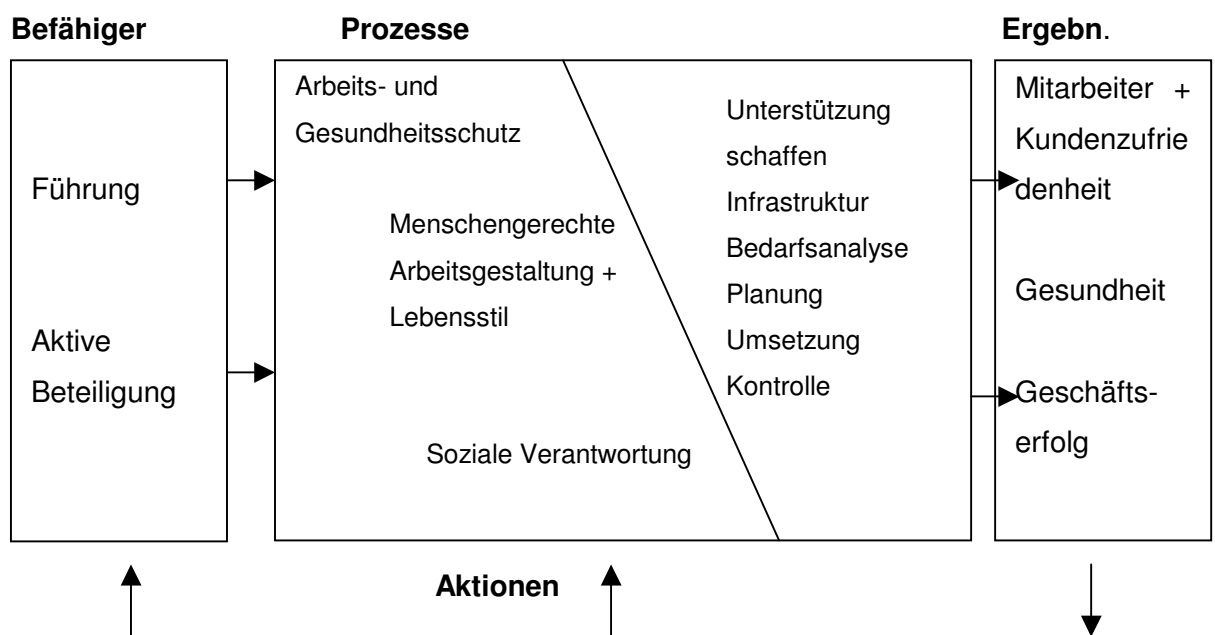 Befähiger
Prozesse
Ergebn.
Führung
Aktive
Beteiligung
Arbeits- und
Gesundheitsschutz
Menschengerechte
Arbeitsgestaltung +
Lebensstil
Soziale Verantwortung
Unterstützung
schaffen
Infrastruktur
Bedarfsanalyse
Planung
Umsetzung
Kontrolle
Mitarbeiter +
Kundenzufrie
denheit
Gesundheit
Geschäfts-
erfolg
Aktionen